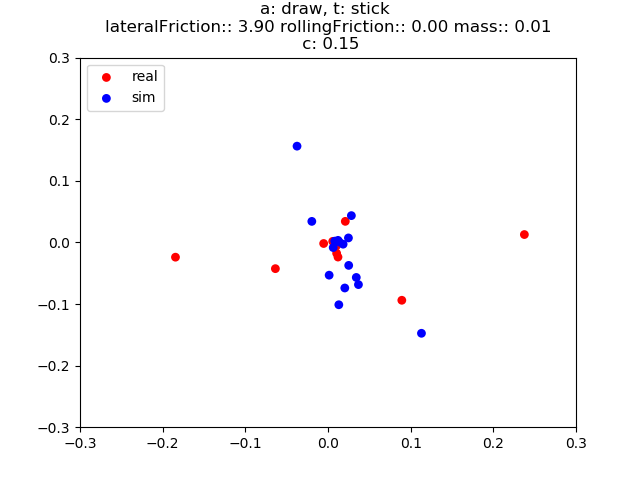 a: draw, t: stick
lateralFriction:: 3.90 rollingFriction:: 0.00 mass:: 0.01
c: 0.15
0.3
real
sim
0.2
0.1
0.0
−0.1
−0.2
−0.3
−0.3 −0.2 −0.1 0.0 0.1 0.2 0.3